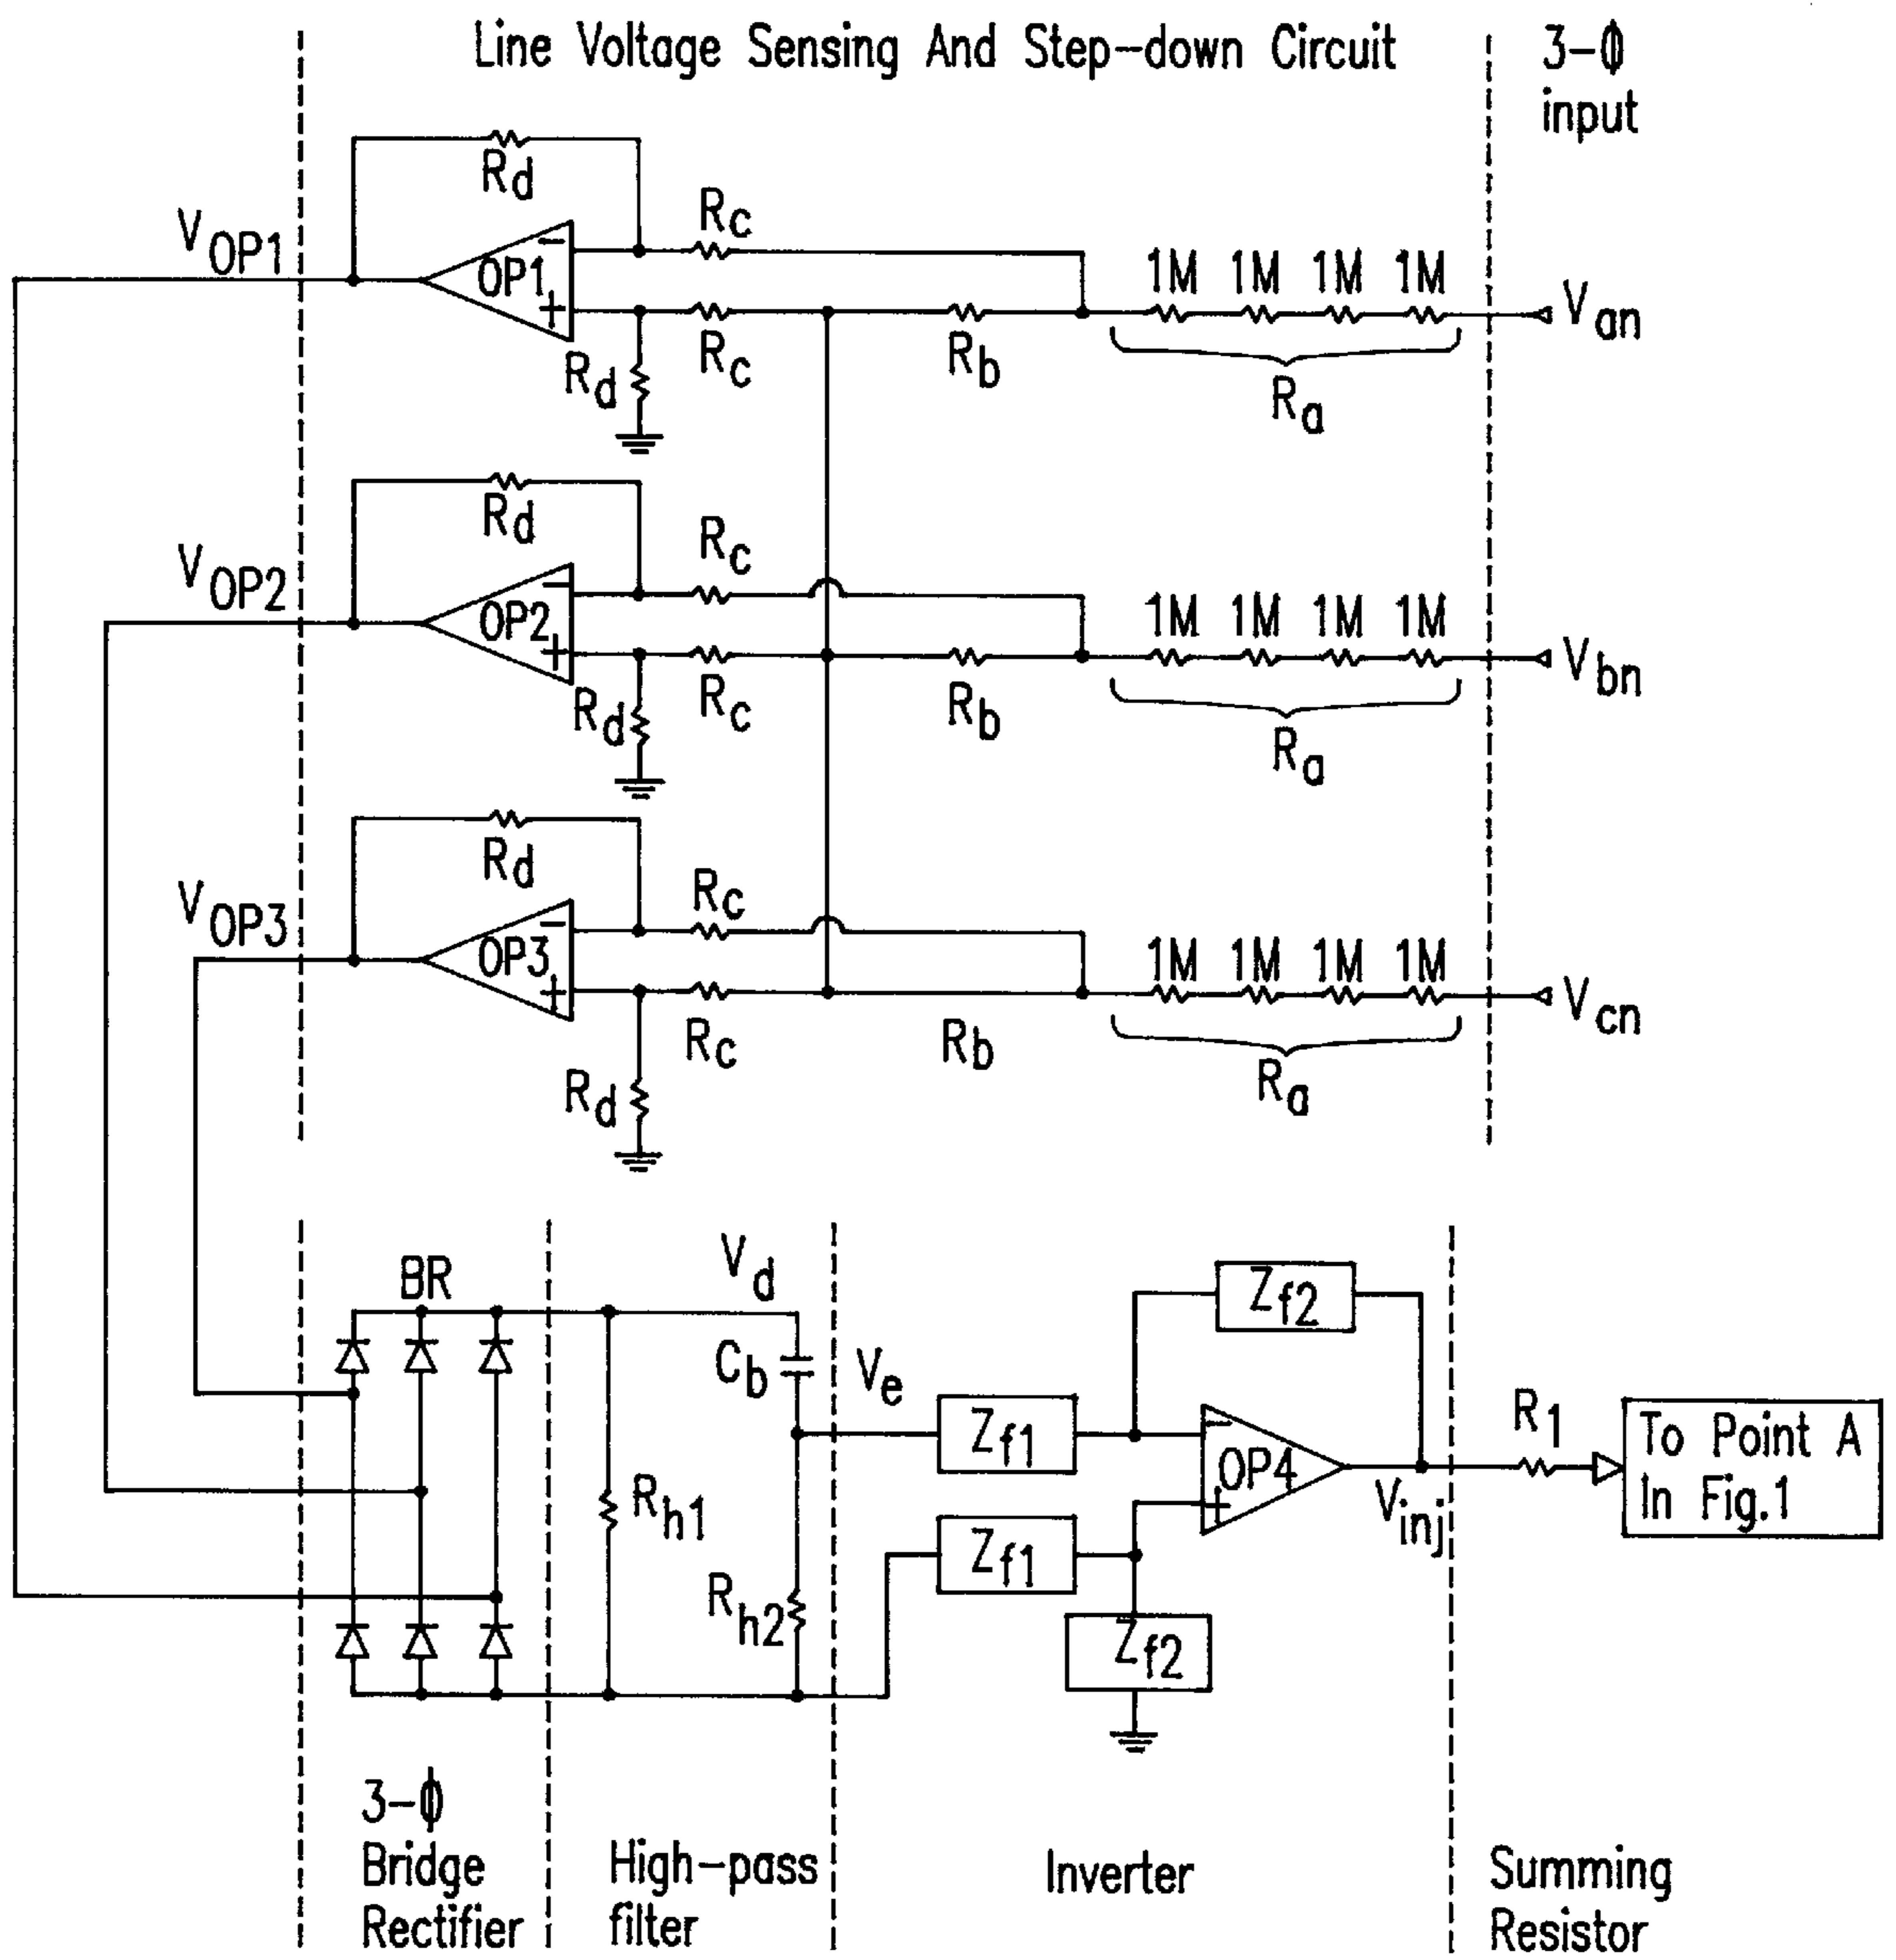 Line Voltage Sensing And Step-down Circuit
3-Φ
input
Rd
VOP1
OP1
-
+
Rc
Rc
Rd
Rb
1M 1M 1M 1M
Ra
Van
Rd
VOP2
OP2
-
+
Rc
Rc
Rd
Rb
1M 1M 1M 1M
Ra
Vbn
Rd
VOP3
OP3
-
+
Rc
Rc
Rd
Rb
1M 1M 1M 1M
Ra
Vcn
BR
Vd
Cb
Ve
Rh1
Rh2
Zf1
Zf1
Zf2
Zf2
-
OP4
+
Vinj
R1
To Point A
In Fig.1
3-Φ
Bridge
Rectifier
High-pass
filter
Inverter
Summing
Resistor